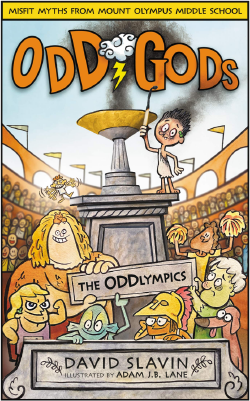 MISFIT MYTHS FROM MOUNT OLYMPUS MIDDLE SCHOOL
ODD GODS
THE ODDLYMPICS
DAVID SLAVIN
ILLUSTRATED BY ADAM J.B. LANE